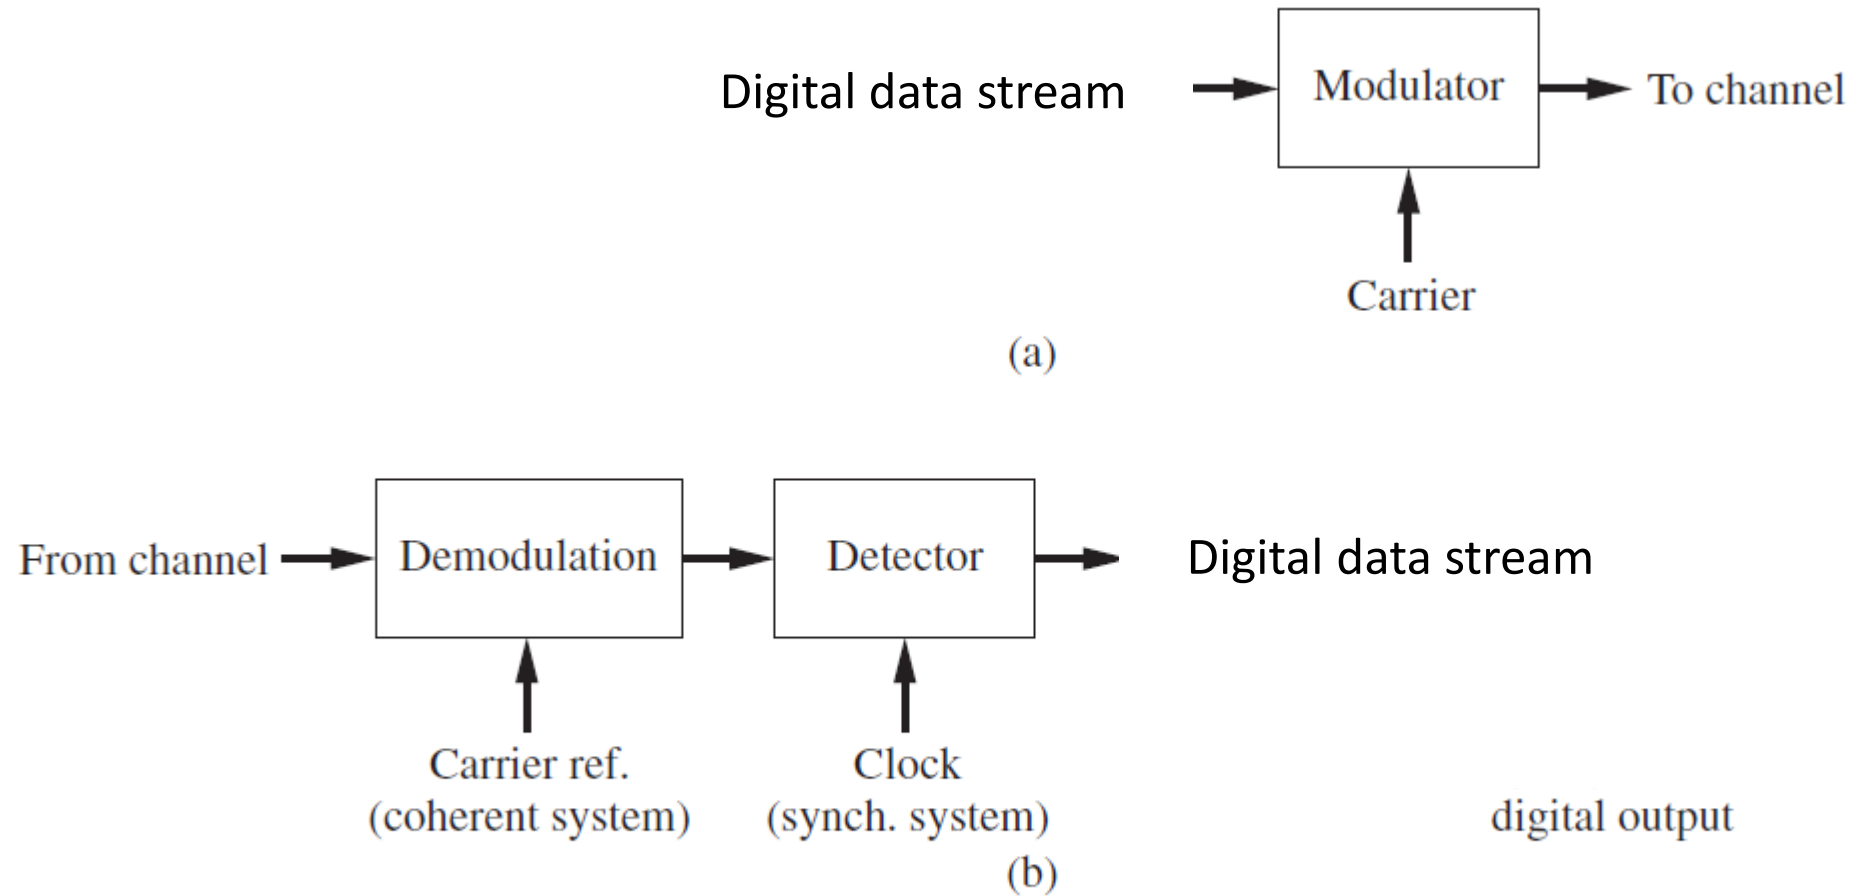 Digital data stream
Modulator
To channel
Carrier
(a)
From channel
Demodulation
Detector
Digital data stream
Carrier ref.
(coherent system)
Clock
(synch. system)
digital output
(b)